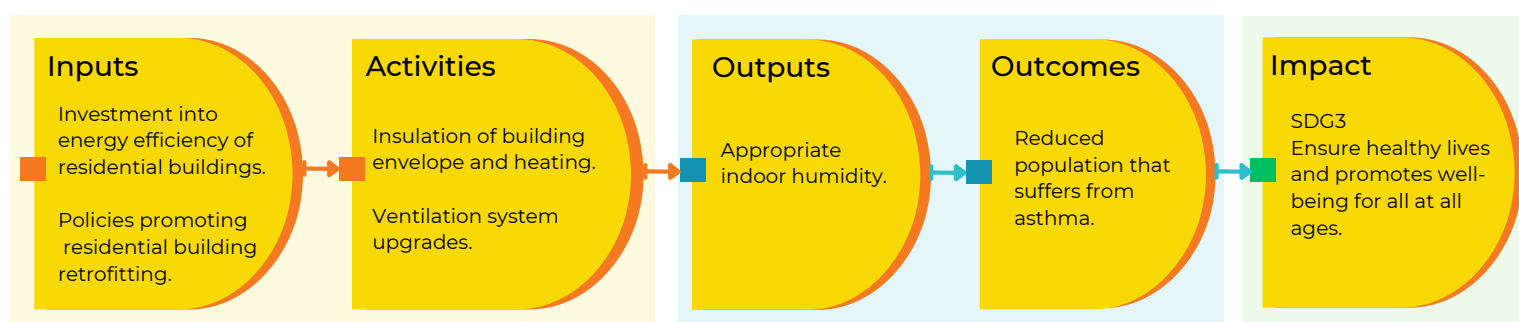 Inputs
Investment into
energy efficiency of
residential buildings.
Policies promoting
residential building
retrofitting.
Activities
Insulation of building
envelope and heating.
Ventilation system
upgrades.
Outputs
Appropriate
indoor humidity.
Outcomes
Reduced
population that
suffers from
asthma.
Impact
SDG3
Ensure healthy lives
and promotes well-
being for all at all
ages.